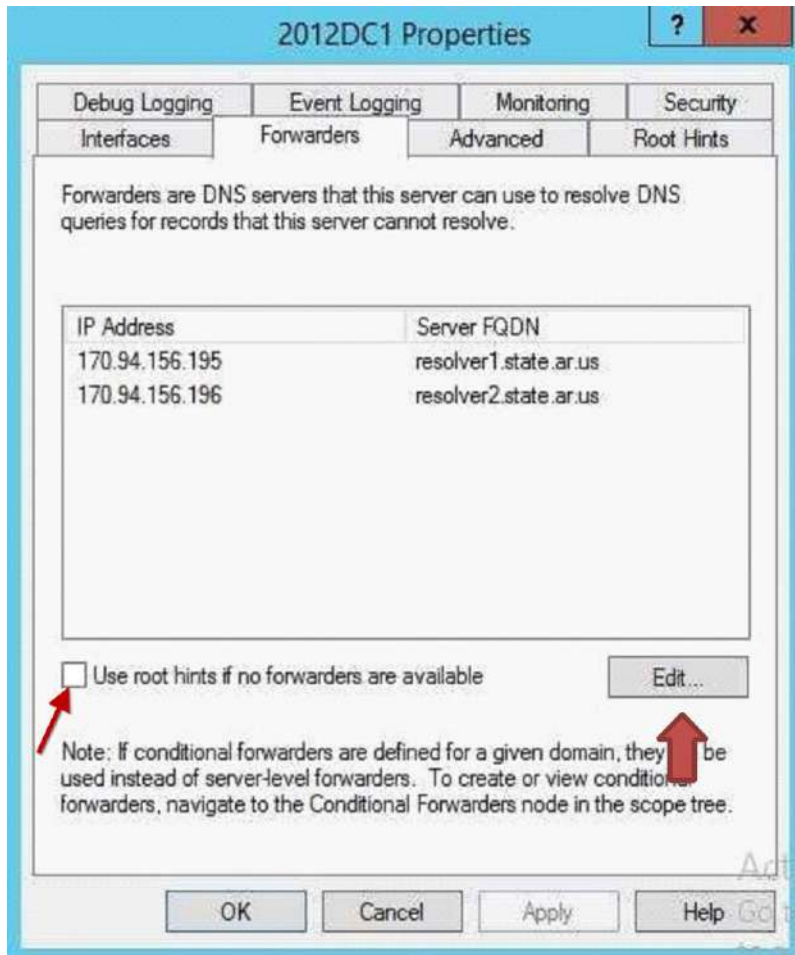 2012DC1 Properties
?
x
Debug Logging
Event Logging
Monitoring
Security
Interfaces
Forwarders
Advanced
Root Hints
Forwarders are DNS servers that this server can use to resolve DNS
queries for records that this server cannot resolve.
IP Address Server FQDN
170.94.156.195 resolver1.state.ar.us
170.94.156.196 resolver2.state.ar.us
Use root hints if no forwarders are available
Edit...
Note: If conditional forwarders are defined for a given domain, they be
used instead of server-level forwarders. To create or view
forwarders, navigate to the Conditional Forwarders node in the scope tree.
OK
Cancel
Apply
Help